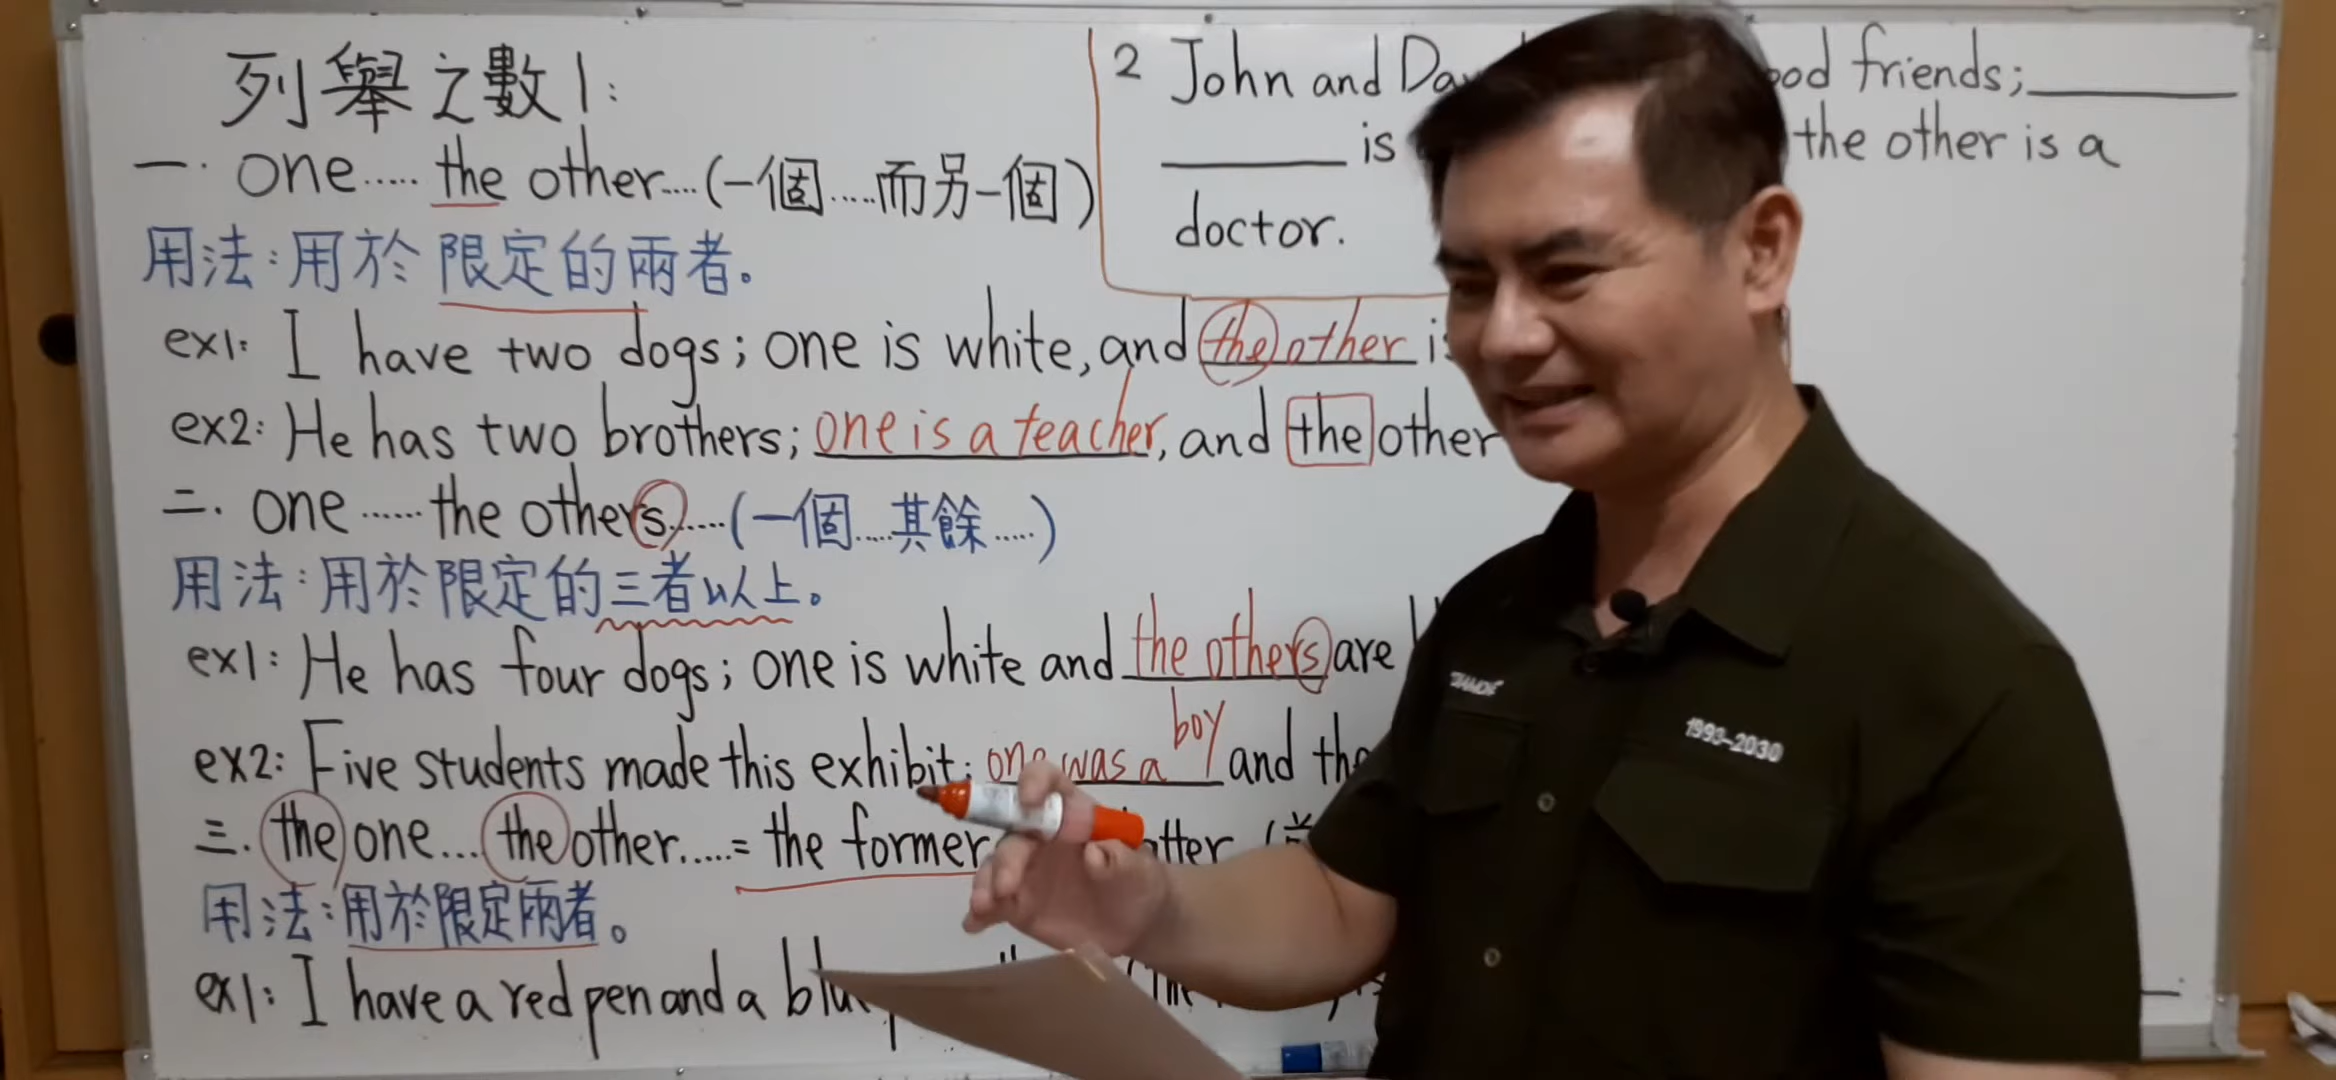 列舉之數1:
一. one..... the other....(一個.....而另一個)
用法:用於限定的兩者。
ex1: I have two dogs; one is white, and the other
ex2: He has two brothers; one is a teacher, and the other
二. one ...... the others......(一個....其餘.....)
用法:用於限定的三者以上。
ex1: He has four dogs; one is white and the others are
ex2: Five students made this exhibit; one was a boy and
三. the one... the other.....= the former
用法:用於限定兩者。
ex1: I have a red pen and a
2 John and friends;
is the other is a
doctor.
1993-2030